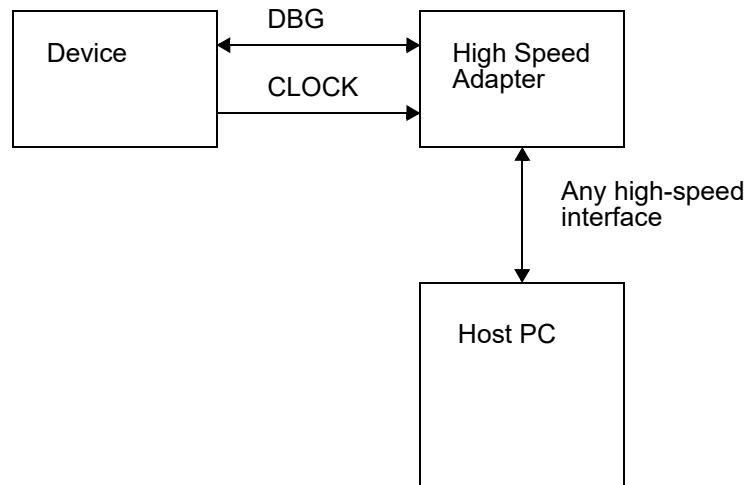 DBG
Device
High Speed
Adapter
CLOCK
Any high-speed
interface
Host PC